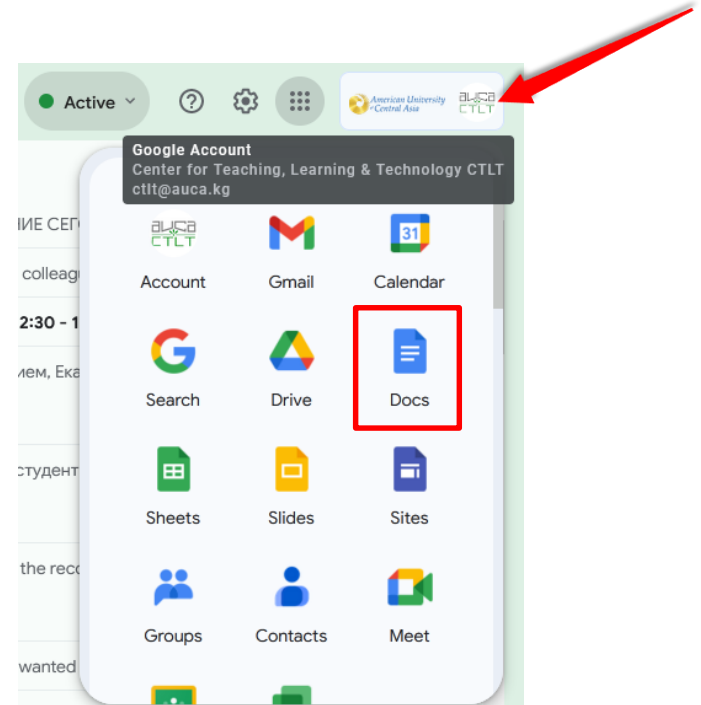 Active
American University
of Central Asia
auca
CTLT
Google Account
Center for Teaching, Learning & Technology CTLT
ctlt@auca.kg
ИЕ СЕГ
colleag
2:30 - 1
ием, Ека
студент
the reco
wanted
auca
CTLT
31
Account
Gmail
Calendar
Search
Drive
Docs
Sheets
Slides
Sites
Groups
Contacts
Meet